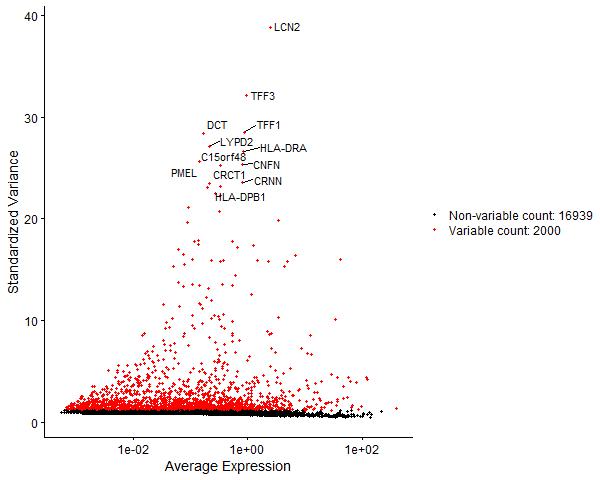 40
LCN2
TFF3
30
DCT
TFF1
LYPD2
HLA-DRA
C15orf48
CNFN
PMEL
CRCT1
CRNN
HLA-DPB1
20
Standardized Variance
Non-variable count: 16939
Variable count: 2000
10
0
1e-02
1e+00
1e+02
Average Expression